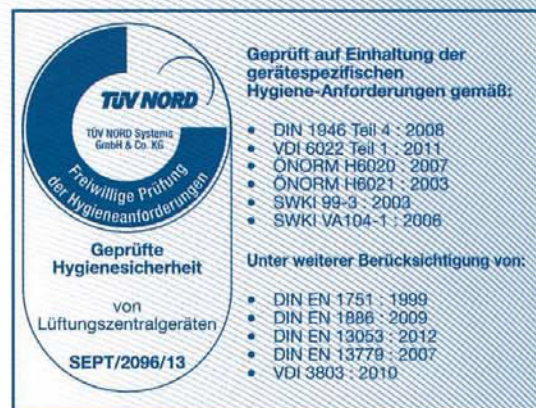 TÜV NORD
TÜV NORD Systems
GmbH & Co. KG
Freiwillige Prüfung
der Hygieneanforderungen
Geprüfte
Hygienesicherheit
von
Lüftungszentralgeräten
SEPT/2096/13
Geprüft auf Einhaltung der
gerätespezifischen
Hygiene-Anforderungen gemäß:
• DIN 1946 Teil 4 : 2008
• VDI 6022 Teil 1 : 2011
• ÖNORM H6020 : 2007
• ÖNORM H6021 : 2003
• SWKI 99-3 : 2003
• SWKI VA104-1 : 2006
Unter weiterer Berücksichtigung von:
• DIN EN 1751 : 1999
• DIN EN 1886 : 2009
• DIN EN 13053 : 2012
• DIN EN 13779 : 2007
• VDI 3803 : 2010